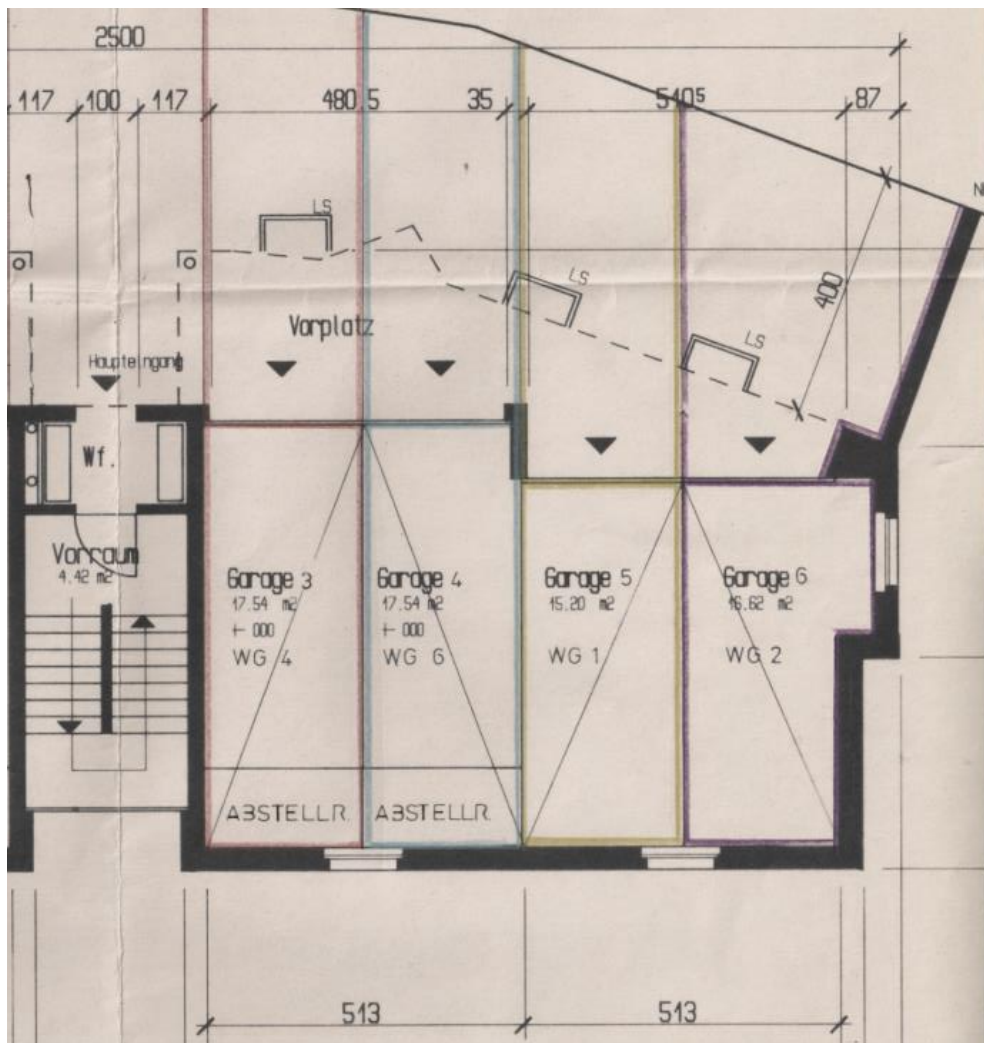 2500
117 100 117 480,5 35 510⁵ 87
N
LS
LS
400
Vorplatz
LS
Haupteingang
Wf.
Vorraum
4.42 m2
Garage 3
17.54 m2
+- 000
WG 4
Garage 4
17.54 m2
+- 000
WG 6
Garage 5
15.20 m2
WG 1
Garage 6
16.62 m2
WG 2
ABSTELLR. ABSTELLR.
513 513